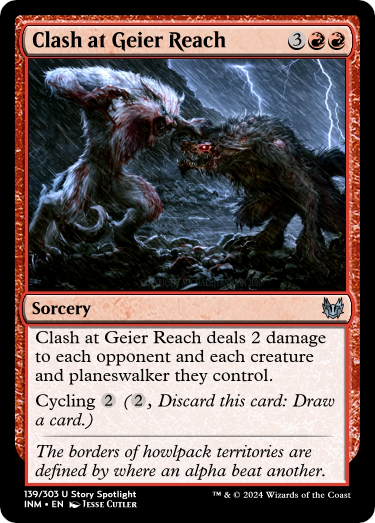 Clash at Geier Reach 3
Sorcery
Clash at Geier Reach deals 2 damage
to each opponent and each creature
and planeswalker they control.
Cycling 2 (2, Discard this card: Draw
a card.)
The borders of howlpack territories are
defined by where an alpha beat another.
139/303 U Story Spotlight
INM • EN Jesse Cutler
™ & © 2024 Wizards of the Coast